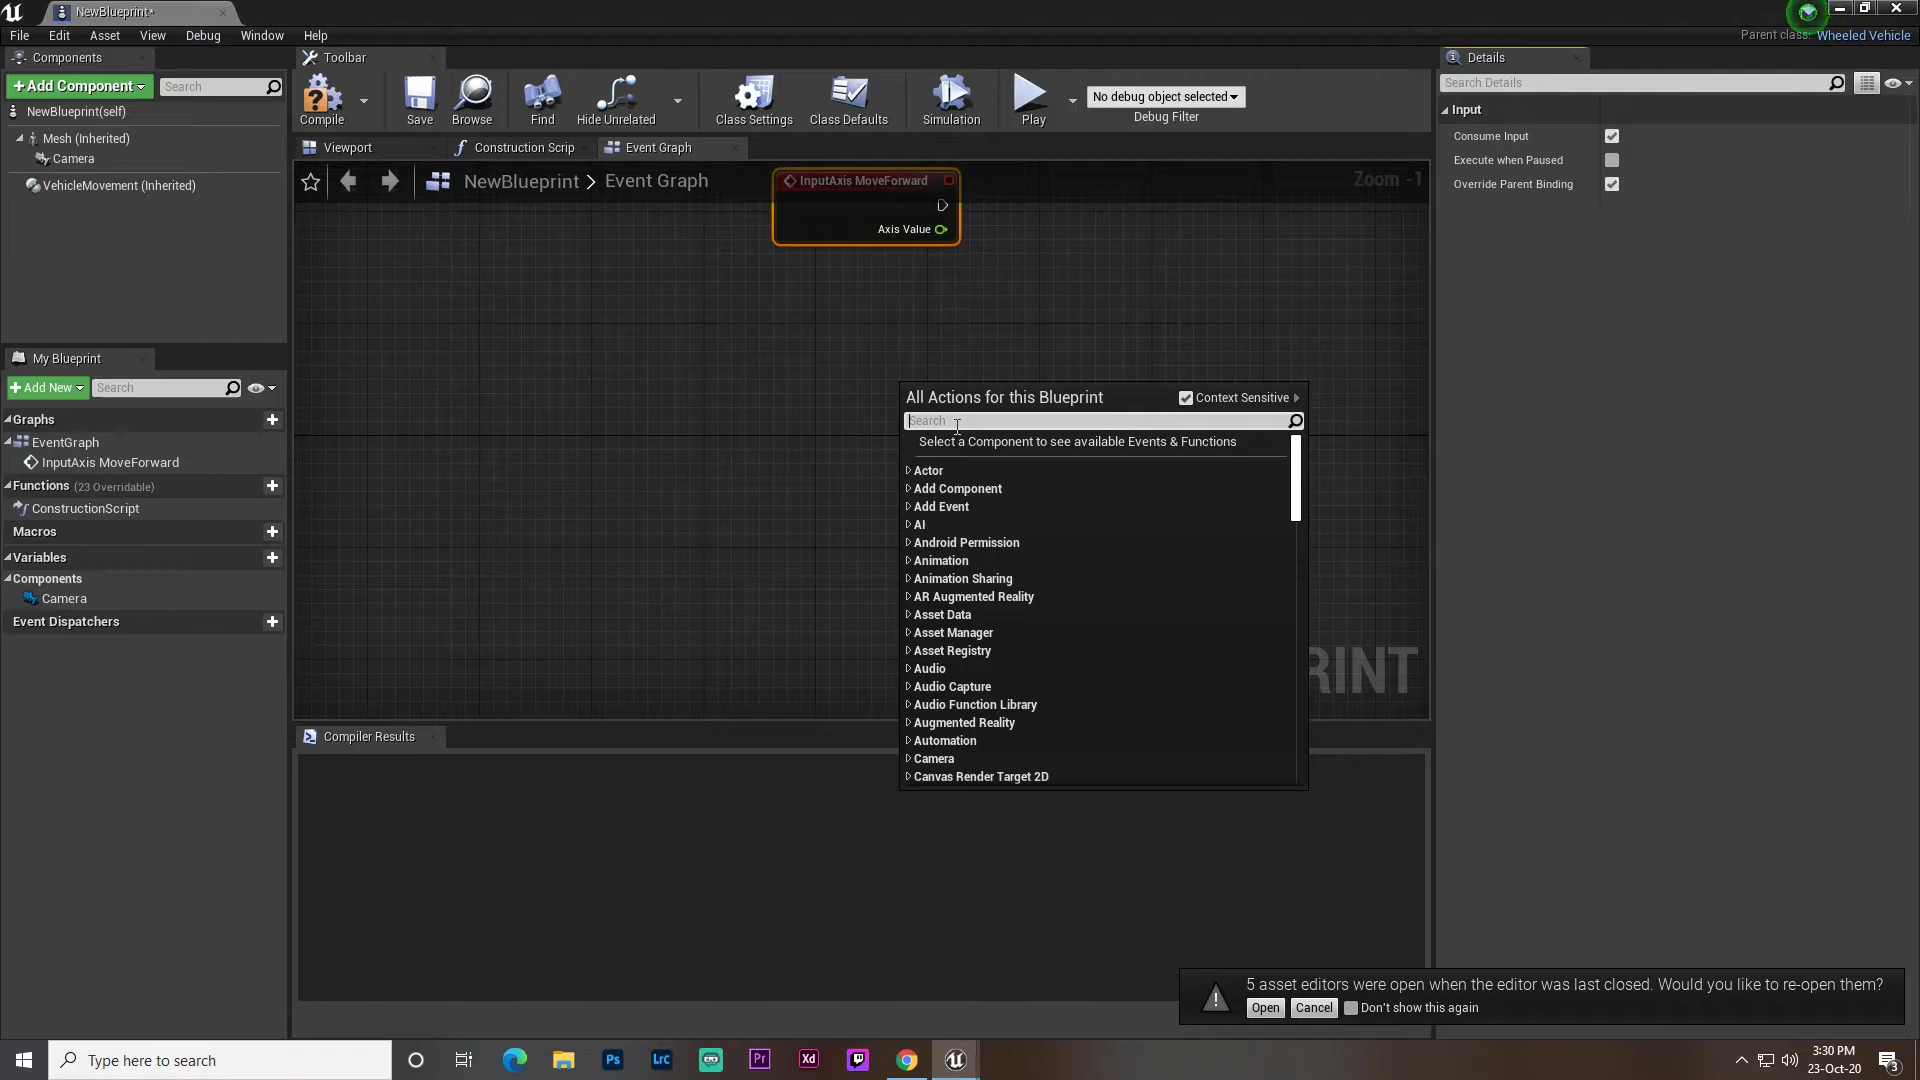 NewBlueprint*
File Edit Asset View Debug Window Help
Parent class: Wheeled Vehicle
Components
+Add Component
Search
NewBlueprint(self)
Mesh (Inherited)
Camera
VehicleMovement (Inherited)
Toolbar
Compile Save Browse Find Hide Unrelated Class Settings Class Defaults Simulation Play
No debug object selected
Debug Filter
Viewport Construction Scrip Event Graph
NewBlueprint > Event Graph
Zoom -1
InputAxis MoveForward
Axis Value
All Actions for this Blueprint
Context Sensitive
Search
Select a Component to see available Events & Functions
Actor
Add Component
Add Event
AI
Android Permission
Animation
Animation Sharing
AR Augmented Reality
Asset Data
Asset Manager
Asset Registry
Audio
Audio Capture
Audio Function Library
Augmented Reality
Automation
Camera
Canvas Render Target 2D
RINT
My Blueprint
+Add New
Search
Graphs
EventGraph
InputAxis MoveForward
Functions (23 Overridable)
ConstructionScript
Macros
Variables
Components
Camera
Event Dispatchers
Compiler Results
Details
Search Details
Input
Consume Input
Execute when Paused
Override Parent Binding
5 asset editors were open when the editor was last closed. Would you like to re-open them?
Open Cancel Don't show this again
Type here to search
Ps Lrc Pr Xd
3:30 PM
23-Oct-20
3